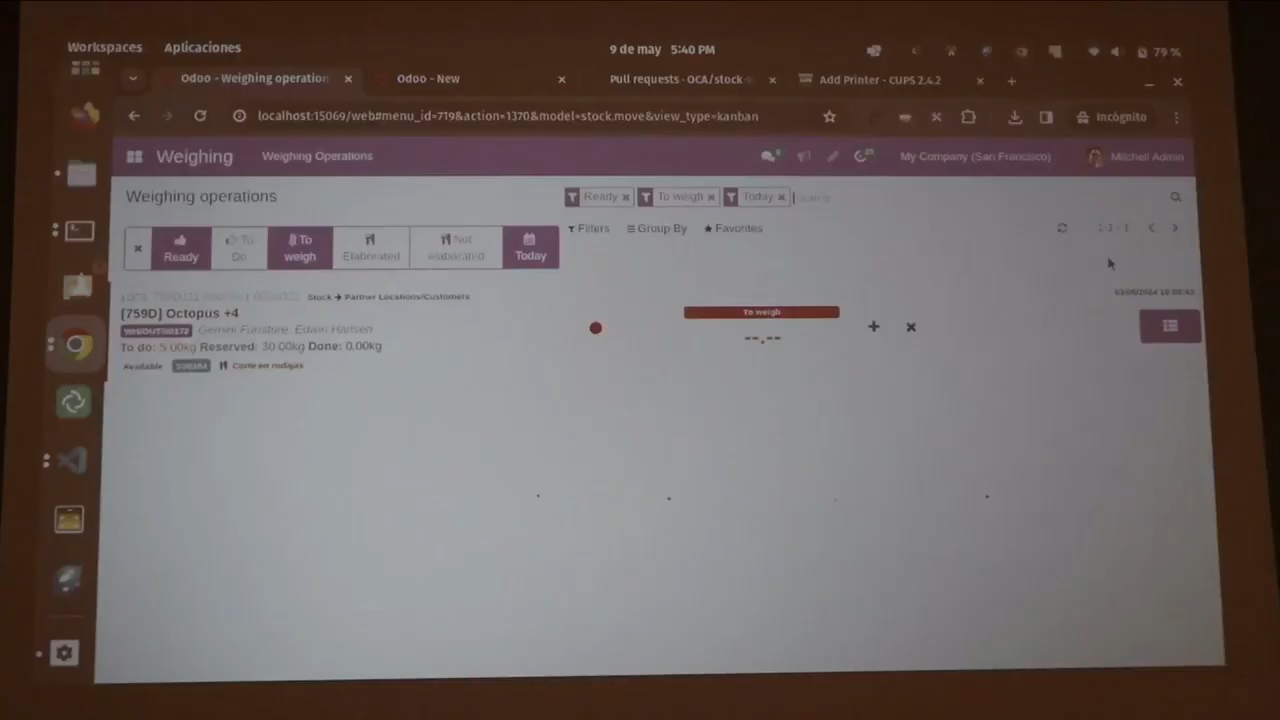 Workspaces Aplicaciones 9 de may 5:40 PM 79 %
Odoo - Weighing operation Odoo - New Pull requests · OCA/stock Add Printer - CUPS 2.4.2
localhost:15069/web#menu_id=719&action=1370&model=stock.move&view_type=kanban Incógnito
Weighing Weighing Operations My Company (San Francisco) Mitchell Admin
Weighing operations Ready To weigh Today
Filters Group By Favorites 1-1 / 1
Ready To Do To weigh Elaborated Not elaborated Today
Stock → Partner Locations/Customers
[759D] Octopus +4 To weigh
Gemini Furniture, Edwin Hansen --.--
To do: 5.00kg Reserved: 30.00kg Done: 0.00kg
Available Corte en rodajas